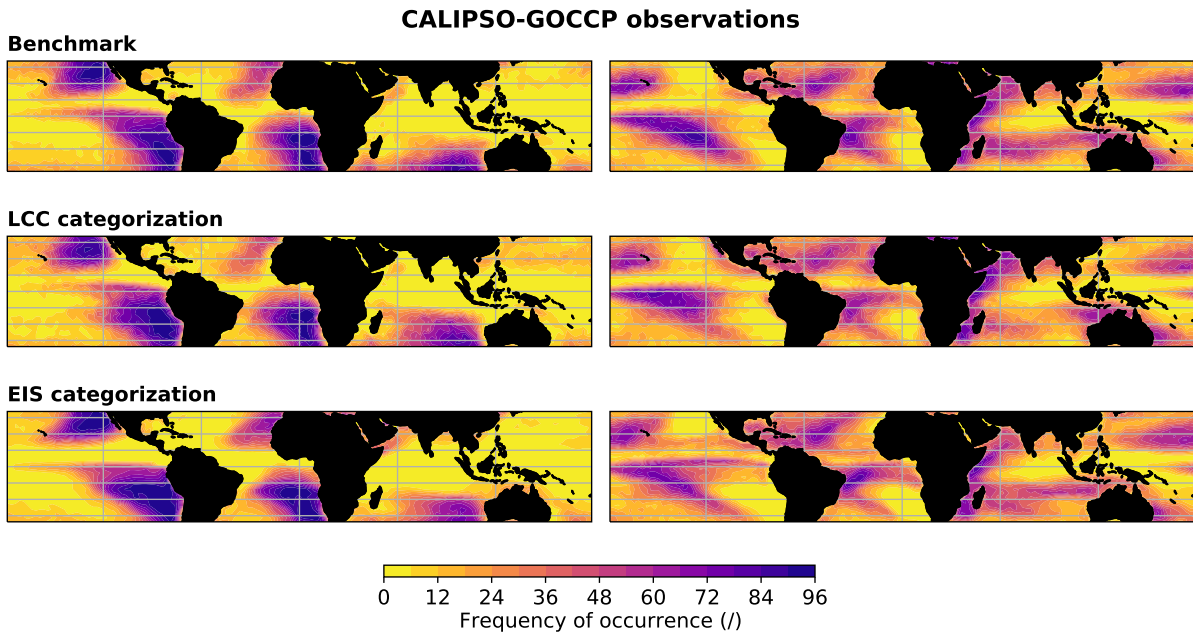 CALIPSO-GOCCP observations
Benchmark
LCC categorization
EIS categorization
0 12 24 36 48 60 72 84 96
Frequency of occurrence (/)